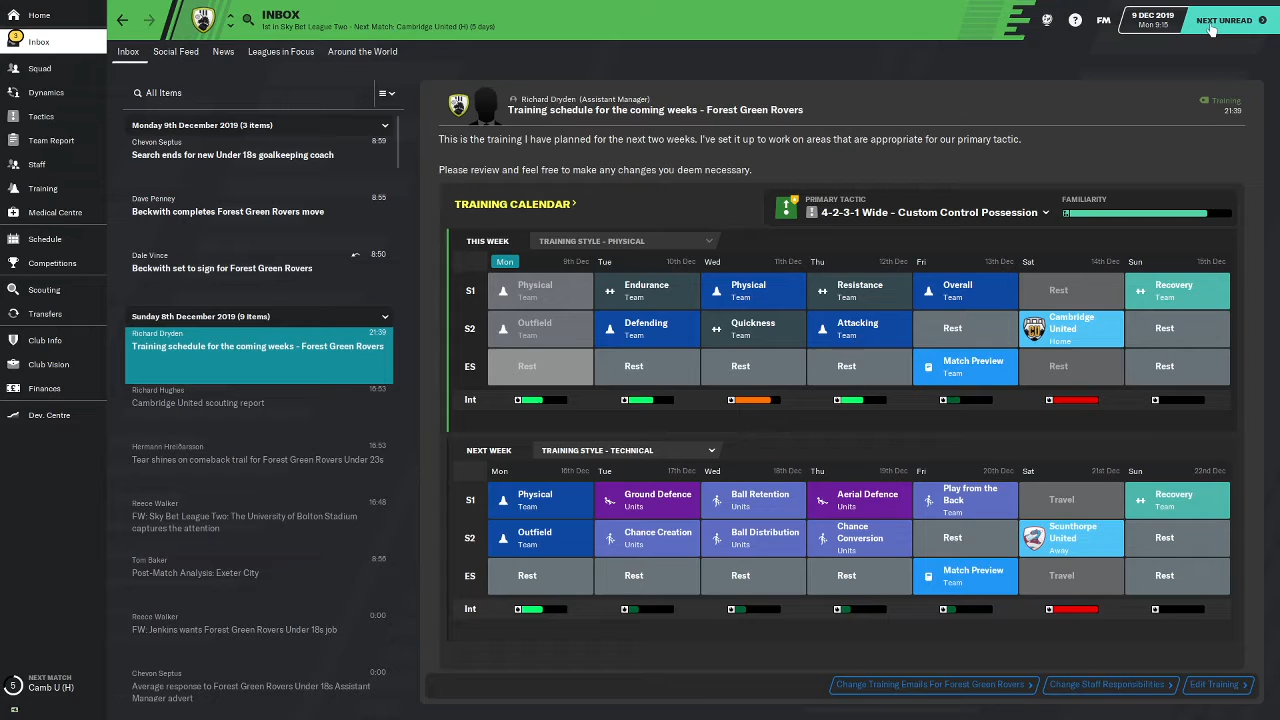 Home
INBOX
1st in Sky Bet League Two - Next Match: Cambridge United (H) (5 days)
FM
9 DEC 2019
Mon 9:15
NEXT UNREAD
3
Inbox
Squad
Dynamics
Tactics
Team Report
Staff
Training
Medical Centre
Schedule
Competitions
Scouting
Transfers
Club Info
Club Vision
Finances
Dev. Centre
5
NEXT MATCH
Camb U (H)
Inbox Social Feed News Leagues in Focus Around the World
All Items
Monday 9th December 2019 (3 items)
Chevon Septus 8:59
Search ends for new Under 18s goalkeeping coach
Dave Penney 8:55
Beckwith completes Forest Green Rovers move
Dale Vince 8:50
Beckwith set to sign for Forest Green Rovers
Sunday 8th December 2019 (9 items)
Richard Dryden 21:39
Training schedule for the coming weeks - Forest Green Rovers
Richard Hughes 16:53
Cambridge United scouting report
Hermann Hreiðarsson 16:53
Tear shines on comeback trail for Forest Green Rovers Under 23s
Reece Walker 16:48
FW: Sky Bet League Two: The University of Bolton Stadium
captures the attention
Tom Baker 8:56
Post-Match Analysis: Exeter City
Reece Walker 0:00
FW: Jenkins wants Forest Green Rovers Under 18s job
Chevon Septus 0:00
Average response to Forest Green Rovers Under 18s Assistant
Manager advert
Richard Dryden (Assistant Manager)
Training schedule for the coming weeks - Forest Green Rovers
Training
21:39
This is the training I have planned for the next two weeks. I've set it up to work on areas that are appropriate for our primary tactic.
Please review and feel free to make any changes you deem necessary.
TRAINING CALENDAR
PRIMARY TACTIC
4-2-3-1 Wide - Custom Control Possession
FAMILIARITY
THIS WEEK TRAINING STYLE - PHYSICAL
Mon 9th Dec Tue 10th Dec Wed 11th Dec Thu 12th Dec Fri 13th Dec Sat 14th Dec Sun 15th Dec
S1 Physical Team Endurance Team Physical Team Resistance Team Overall Team Rest Recovery Team
S2 Outfield Team Defending Team Quickness Team Attacking Team Rest Cambridge United Home Rest
ES Rest Rest Rest Rest Match Preview Team Rest Rest
Int
NEXT WEEK TRAINING STYLE - TECHNICAL
Mon 16th Dec Tue 17th Dec Wed 18th Dec Thu 19th Dec Fri 20th Dec Sat 21st Dec Sun 22nd Dec
S1 Physical Team Ground Defence Units Ball Retention Units Aerial Defence Units Play from the Back Team Travel Recovery Team
S2 Outfield Team Chance Creation Units Ball Distribution Units Chance Conversion Units Rest Scunthorpe United Away Rest
ES Rest Rest Rest Rest Match Preview Team Travel Rest
Int
Change Training Emails For Forest Green Rovers Change Staff Responsibilities Edit Training